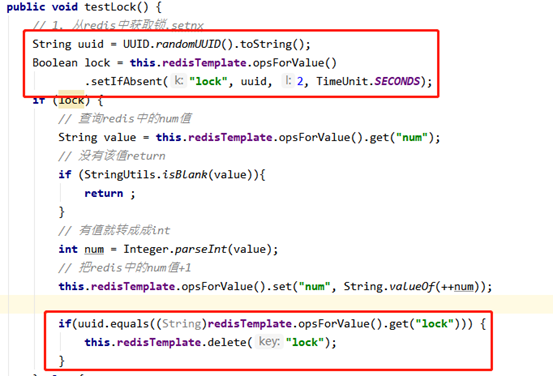 public void testLock() {
// 1. 从redis中获取锁,setnx
String uuid = UUID.randomUUID().toString();
Boolean lock = this.redisTemplate.opsForValue()
.setIfAbsent( k: "lock", uuid, l: 2, TimeUnit.SECONDS);
if (lock) {
// 查询redis中的num值
String value = this.redisTemplate.opsForValue().get("num");
// 没有该值return
if (StringUtils.isBlank(value)){
return ;
}
// 有值就转成成int
int num = Integer.parseInt(value);
// 把redis中的num值+1
this.redisTemplate.opsForValue().set("num", String.valueOf(++num));
if(uuid.equals((String)redisTemplate.opsForValue().get("lock"))) {
this.redisTemplate.delete( key: "lock");
}